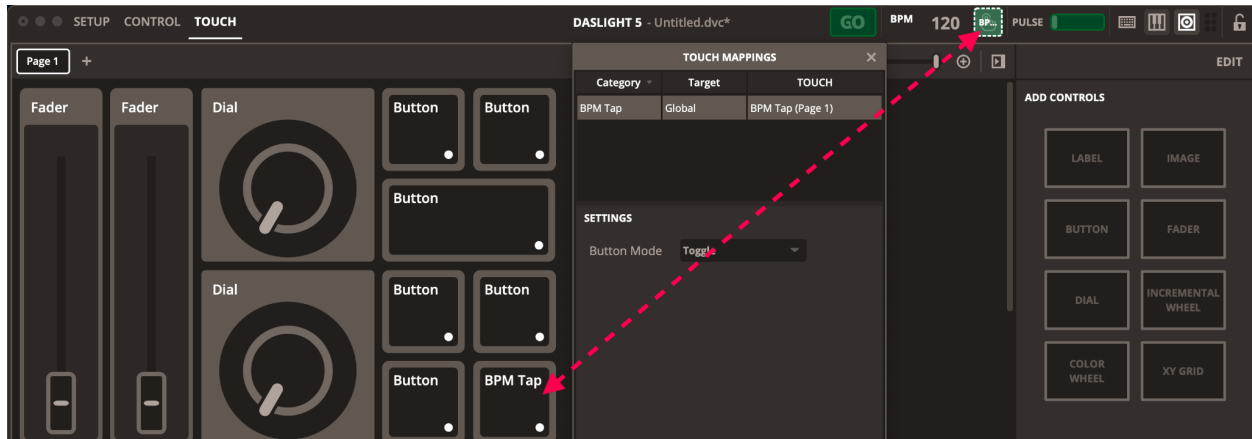 SETUP CONTROL TOUCH DASLIGHT 5 - Untitled.dvc* GO BPM 120 BP... PULSE
Page 1 + TOUCH MAPPINGS × EDIT
Category Target TOUCH
BPM Tap Global BPM Tap (Page 1)
SETTINGS
Button Mode Toggle
Fader Fader Dial Button Button
Button
Dial Button Button
Button BPM Tap
ADD CONTROLS
LABEL IMAGE
BUTTON FADER
DIAL INCREMENTAL
WHEEL
COLOR
WHEEL XY GRID